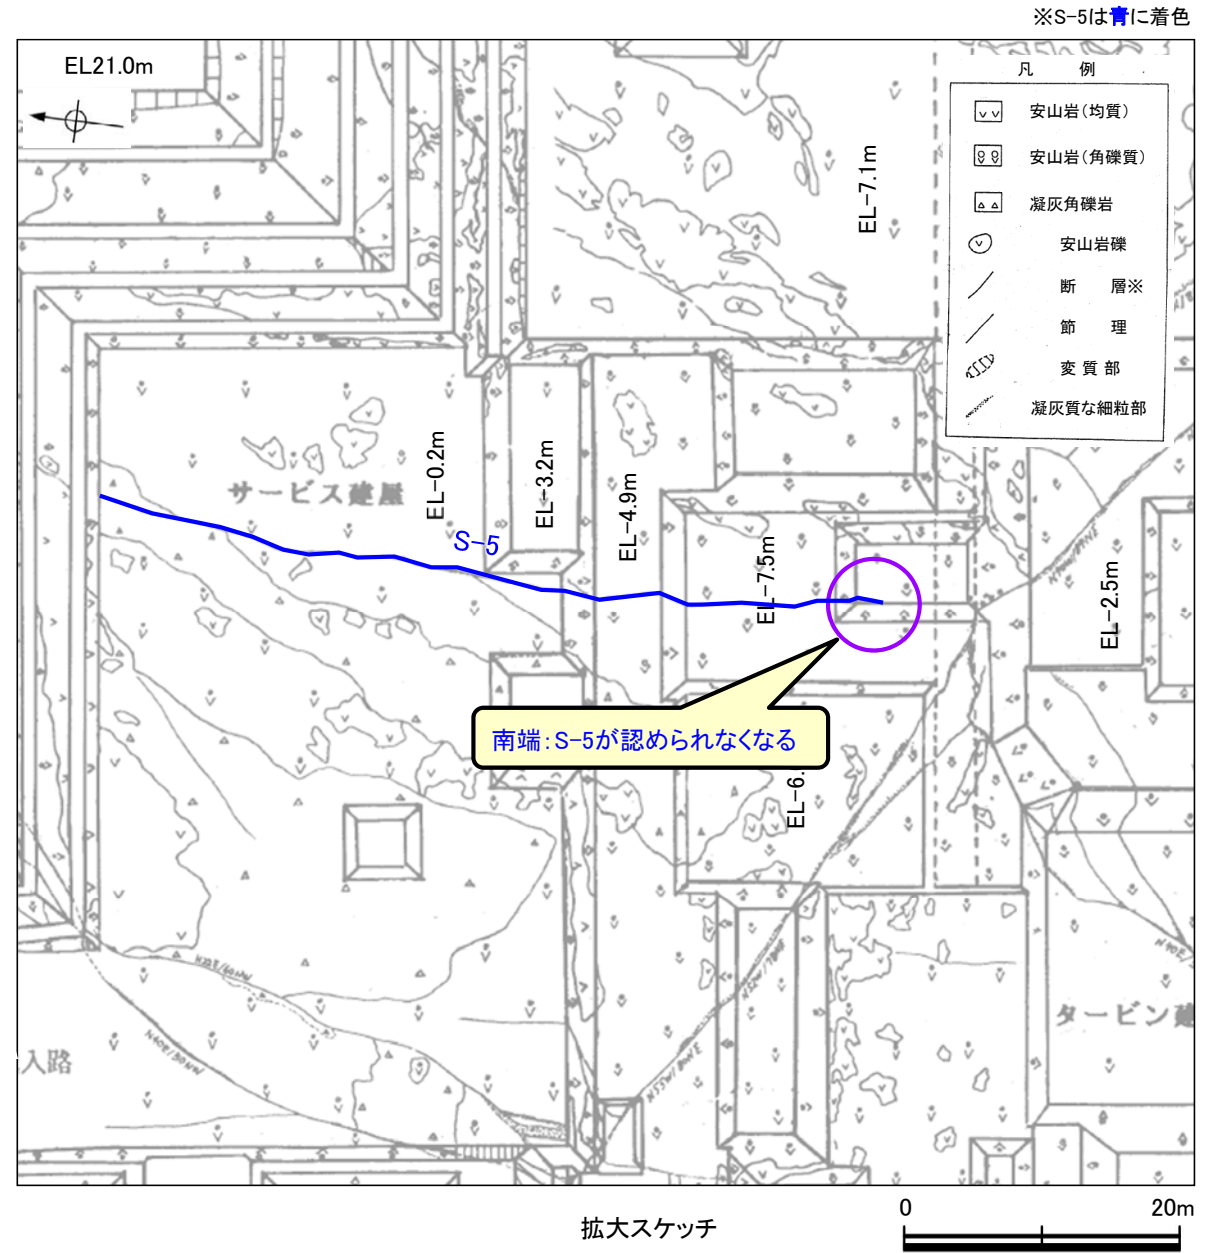 ※S-5は青に着色
EL21.0m
凡 例
安山岩(均質)
安山岩(角礫質)
凝灰角礫岩
安山岩礫
断 層※
節 理
変 質 部
凝灰質な細粒部
EL-7.1m
サービス建屋
EL-0.2m
EL-3.2m
EL-4.9m
S-5
EL-7.5m
EL-2.5m
南端:S-5が認められなくなる
EL-6.
タービン建
入路
拡大スケッチ
0 20m